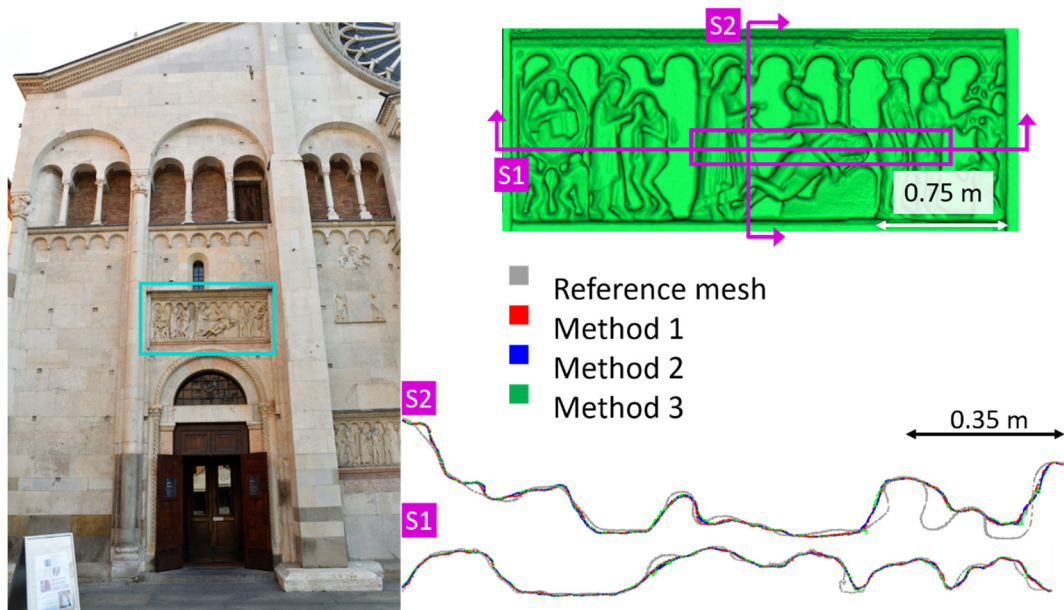 S2
S1
0.75 m
Reference mesh
Method 1
Method 2
Method 3
S2
0.35 m
S1